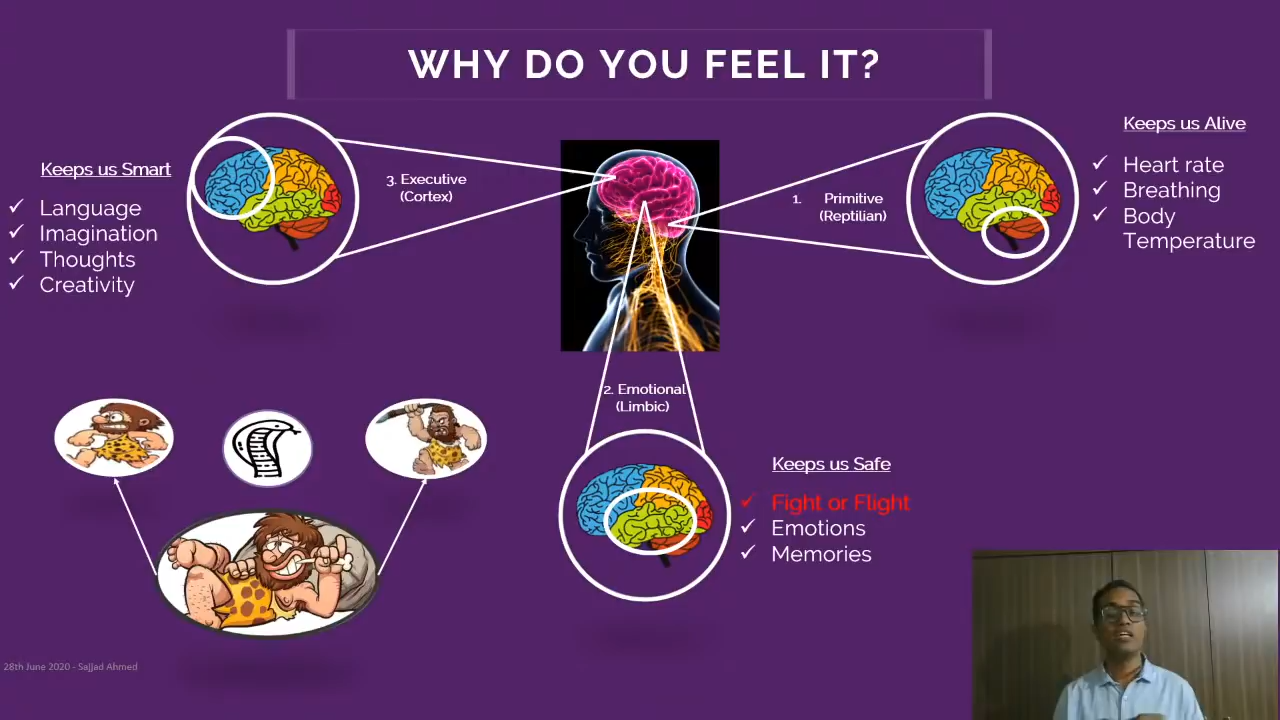 WHY DO YOU FEEL IT?
Keeps us Smart
✓ Language
✓ Imagination
✓ Thoughts
✓ Creativity
3. Executive
(Cortex)
1. Primitive
(Reptilian)
Keeps us Alive
✓ Heart rate
✓ Breathing
✓ Body
Temperature
2. Emotional
(Limbic)
Keeps us Safe
✓ Fight or Flight
✓ Emotions
✓ Memories
28th June 2020 - Sajjad Ahmed